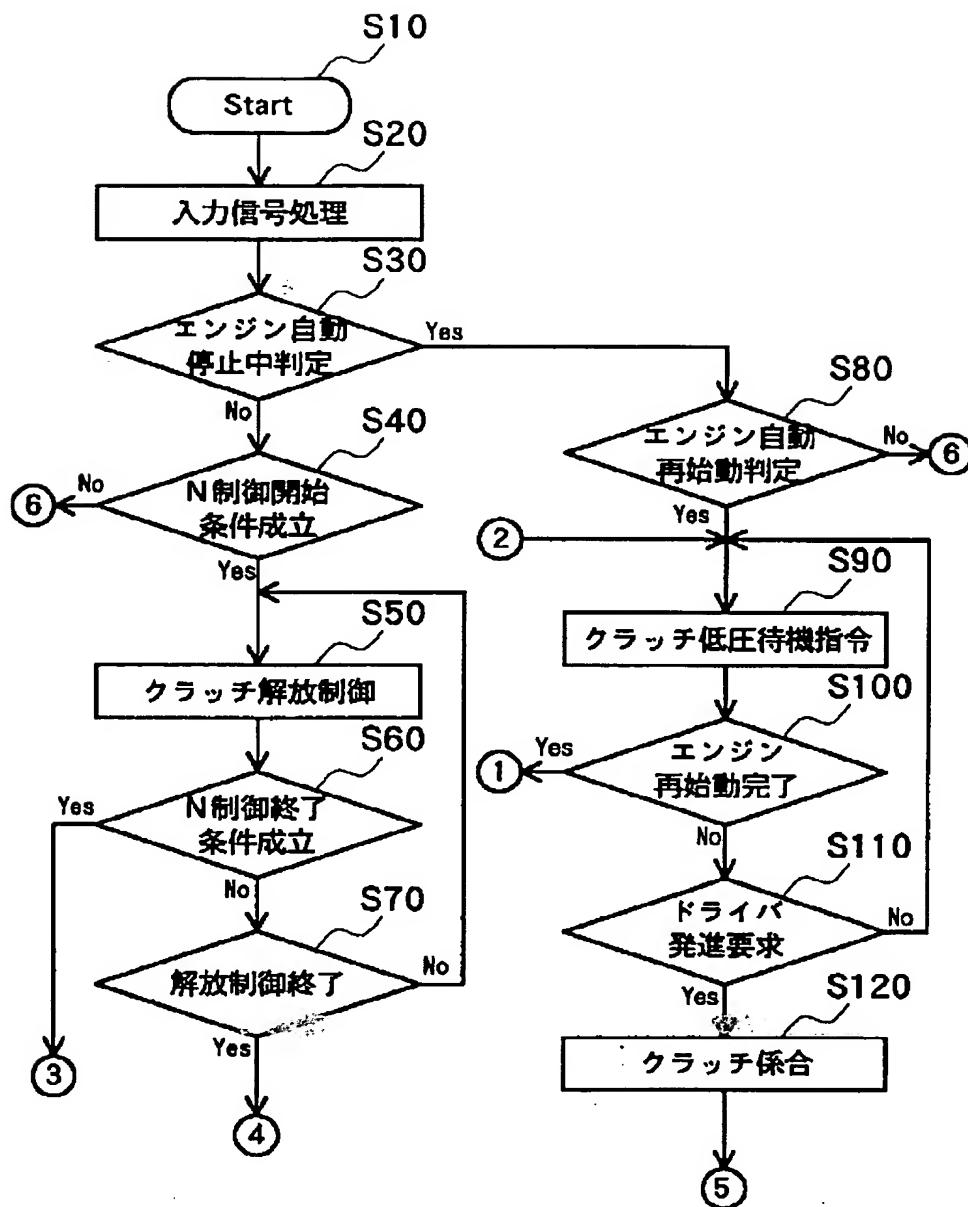 S10
Start
S20
入力信号処理
S30
エンジン自動
停止中判定
Yes
No
S40
N制御開始
条件成立
No
⑥
Yes
S50
クラッチ解放制御
S60
N制御終了
条件成立
Yes
No
S70
解放制御終了
No
Yes
③
④
S80
エンジン自動
再始動判定
No
⑥
Yes
②
S90
クラッチ低圧待機指令
S100
エンジン
再始動完了
Yes
①
No
S110
ドライバ
発進要求
No
Yes
S120
クラッチ係合
⑤